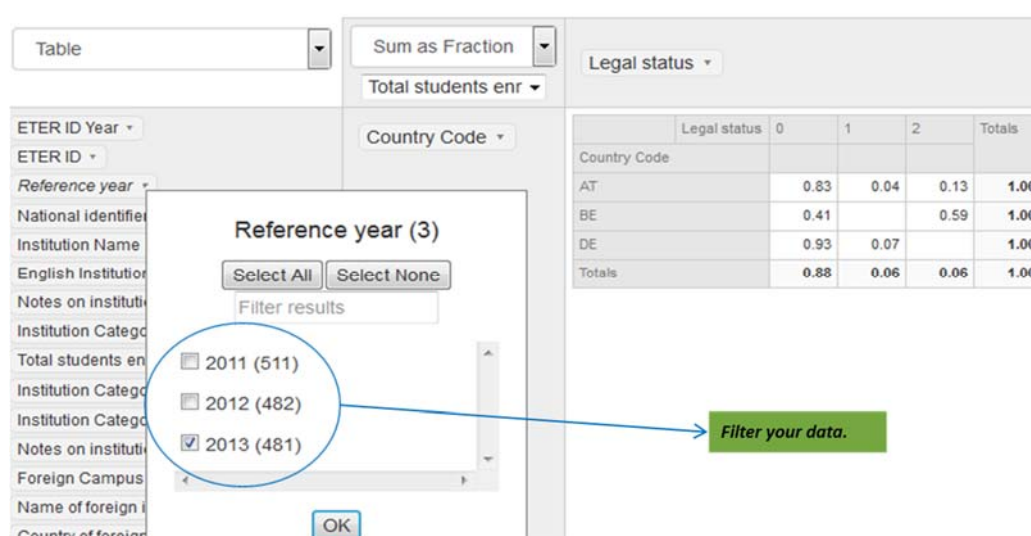 Table
Sum as Fraction
Total students enr
Legal status
ETER ID Year
ETER ID
Reference year
National identifier
Institution Name
English Institution
Notes on instituti
Institution Catego
Total students en
Institution Catego
Institution Catego
Notes on instituti
Foreign Campus
Name of foreign i
Country of foreign
Country Code
Reference year (3)
Select All Select None
Filter results
2011 (511)
2012 (482)
2013 (481)
OK
Legal status 0 1 2 Totals
Country Code
AT 0.83 0.04 0.13 1.00
BE 0.41 0.59 1.00
DE 0.93 0.07 1.00
Totals 0.88 0.06 0.06 1.00
Filter your data.